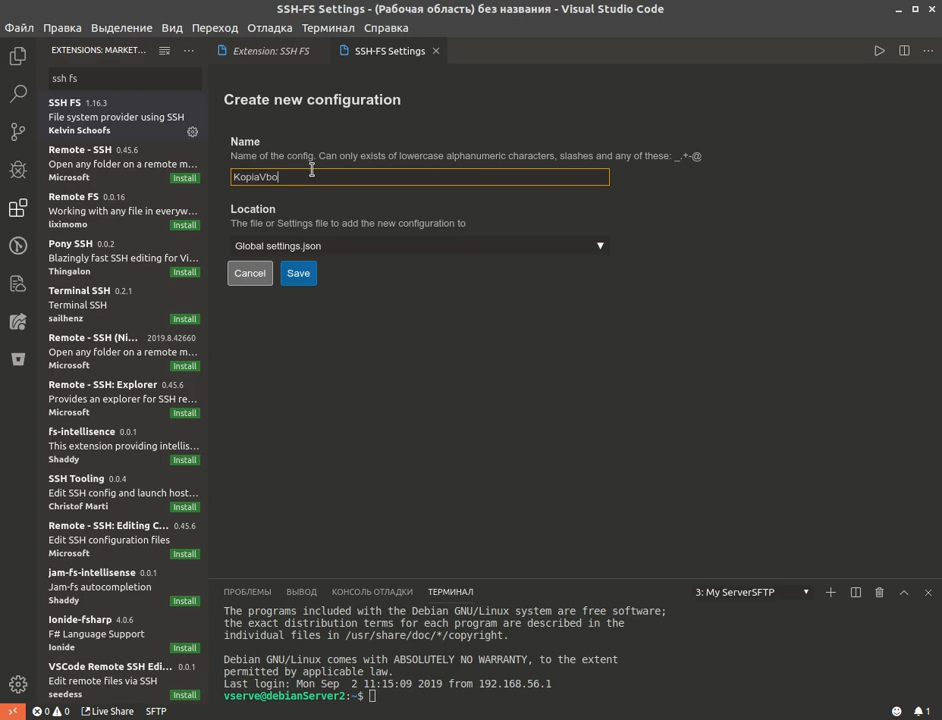 SSH-FS Settings - (Рабочая область) без названия - Visual Studio Code
Файл Правка Выделение Вид Переход Отладка Терминал Справка
EXTENSIONS: MARKET...
Extension: SSH FS
SSH-FS Settings
ssh fs
SSH FS 1.16.3
File system provider using SSH
Kelvin Schoofs
Remote - SSH 0.45.6
Open any folder on a remote m...
Microsoft Install
Remote FS 0.0.16
Working with any file in everyw...
liximomo Install
Pony SSH 0.0.2
Blazingly fast SSH editing for Vi...
Thingalon Install
Terminal SSH 0.2.1
Terminal SSH
sailhenz Install
Remote - SSH (Ni... 2019.8.42660
Open any folder on a remote m...
Microsoft Install
Remote - SSH: Explorer 0.45.6
Provides an explorer for SSH re...
Microsoft Install
fs-intellisence 0.0.1
This extension providing intellis...
Shaddy Install
SSH Tooling 0.0.4
Edit SSH config and launch host...
Christof Marti Install
Remote - SSH: Editing C... 0.45.6
Edit SSH configuration files
Microsoft Install
jam-fs-intellisense 0.0.1
Jam-fs autocompletion
Shaddy Install
Ionide-fsharp 4.0.6
F# Language Support
Ionide Install
VSCode Remote SSH Edi... 0.0.1
Edit remote files via SSH
seedess Install
Create new configuration
Name
Name of the config. Can only exists of lowercase alphanumeric characters, slashes and any of these: _.+-@
KopiaVbo
Location
The file or Settings file to add the new configuration to
Global settings.json
Cancel Save
ПРОБЛЕМЫ ВЫВОД КОНСОЛЬ ОТЛАДКИ ТЕРМИНАЛ 3: My ServerSFTP
The programs included with the Debian GNU/Linux system are free software;
the exact distribution terms for each program are described in the
individual files in /usr/share/doc/*/copyright.
Debian GNU/Linux comes with ABSOLUTELY NO WARRANTY, to the extent
permitted by applicable law.
Last login: Mon Sep  2 11:15:09 2019 from 192.168.56.1
vserve@debianServer2:~$
0 0 Live Share SFTP 1